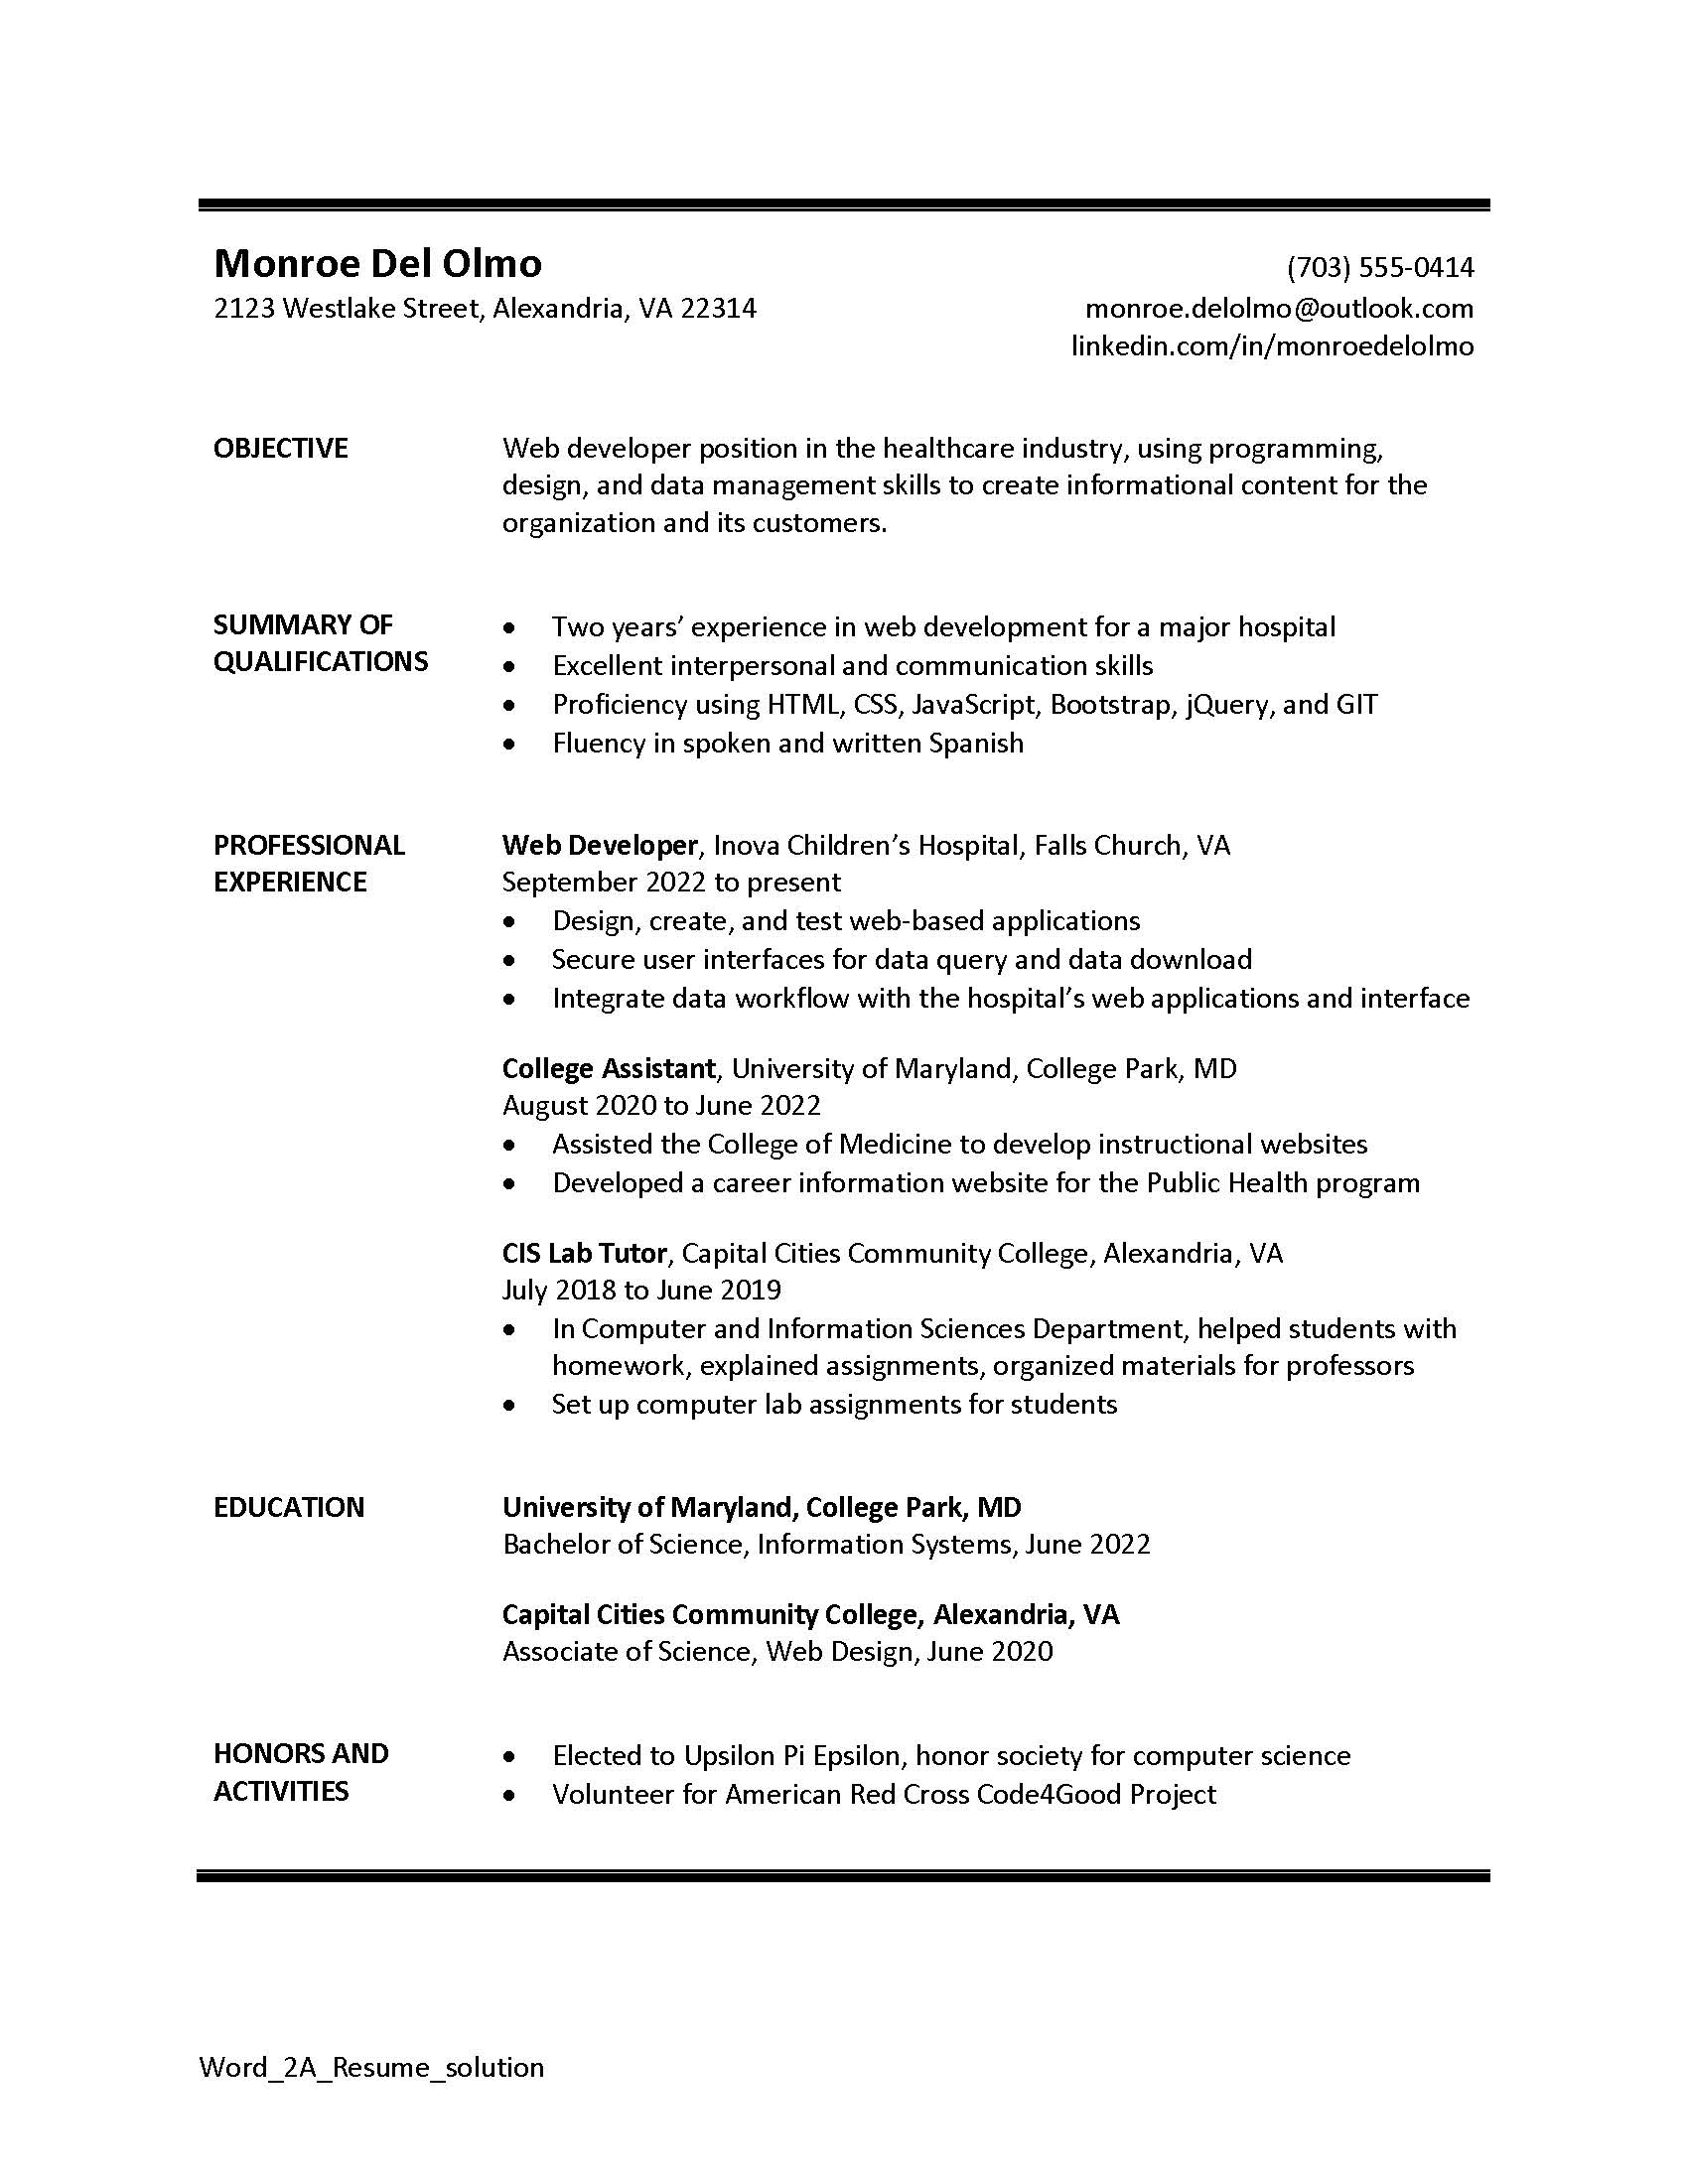 Monroe Del Olmo
2123 Westlake Street, Alexandria, VA 22314
(703) 555-0414
monroe.delolmo@outlook.com
linkedin.com/in/monroedelolmo
OBJECTIVE
Web developer position in the healthcare industry, using programming,
design, and data management skills to create informational content for the
organization and its customers.
SUMMARY OF
QUALIFICATIONS
• Two years’ experience in web development for a major hospital
• Excellent interpersonal and communication skills
• Proficiency using HTML, CSS, JavaScript, Bootstrap, jQuery, and GIT
• Fluency in spoken and written Spanish
PROFESSIONAL
EXPERIENCE
Web Developer, Inova Children’s Hospital, Falls Church, VA
September 2022 to present
• Design, create, and test web-based applications
• Secure user interfaces for data query and data download
• Integrate data workflow with the hospital’s web applications and interface
College Assistant, University of Maryland, College Park, MD
August 2020 to June 2022
• Assisted the College of Medicine to develop instructional websites
• Developed a career information website for the Public Health program
CIS Lab Tutor, Capital Cities Community College, Alexandria, VA
July 2018 to June 2019
• In Computer and Information Sciences Department, helped students with
homework, explained assignments, organized materials for professors
• Set up computer lab assignments for students
EDUCATION
University of Maryland, College Park, MD
Bachelor of Science, Information Systems, June 2022
Capital Cities Community College, Alexandria, VA
Associate of Science, Web Design, June 2020
HONORS AND
ACTIVITIES
• Elected to Upsilon Pi Epsilon, honor society for computer science
• Volunteer for American Red Cross Code4Good Project
Word_2A_Resume_solution